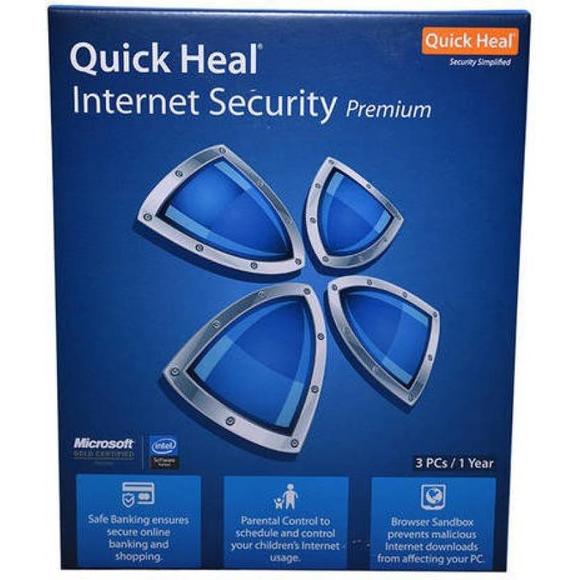 Quick Heal®
Internet Security Premium
Quick Heal®
Security Simplified
Microsoft
GOLD CERTIFIED
Partner
intel
Software
Partner
3 PCs / 1 Year
Safe Banking ensures
secure online
banking and
shopping.
Parental Control to
schedule and control
your children's Internet
usage.
Browser Sandbox
prevents malicious
Internet downloads
from affecting your PC.